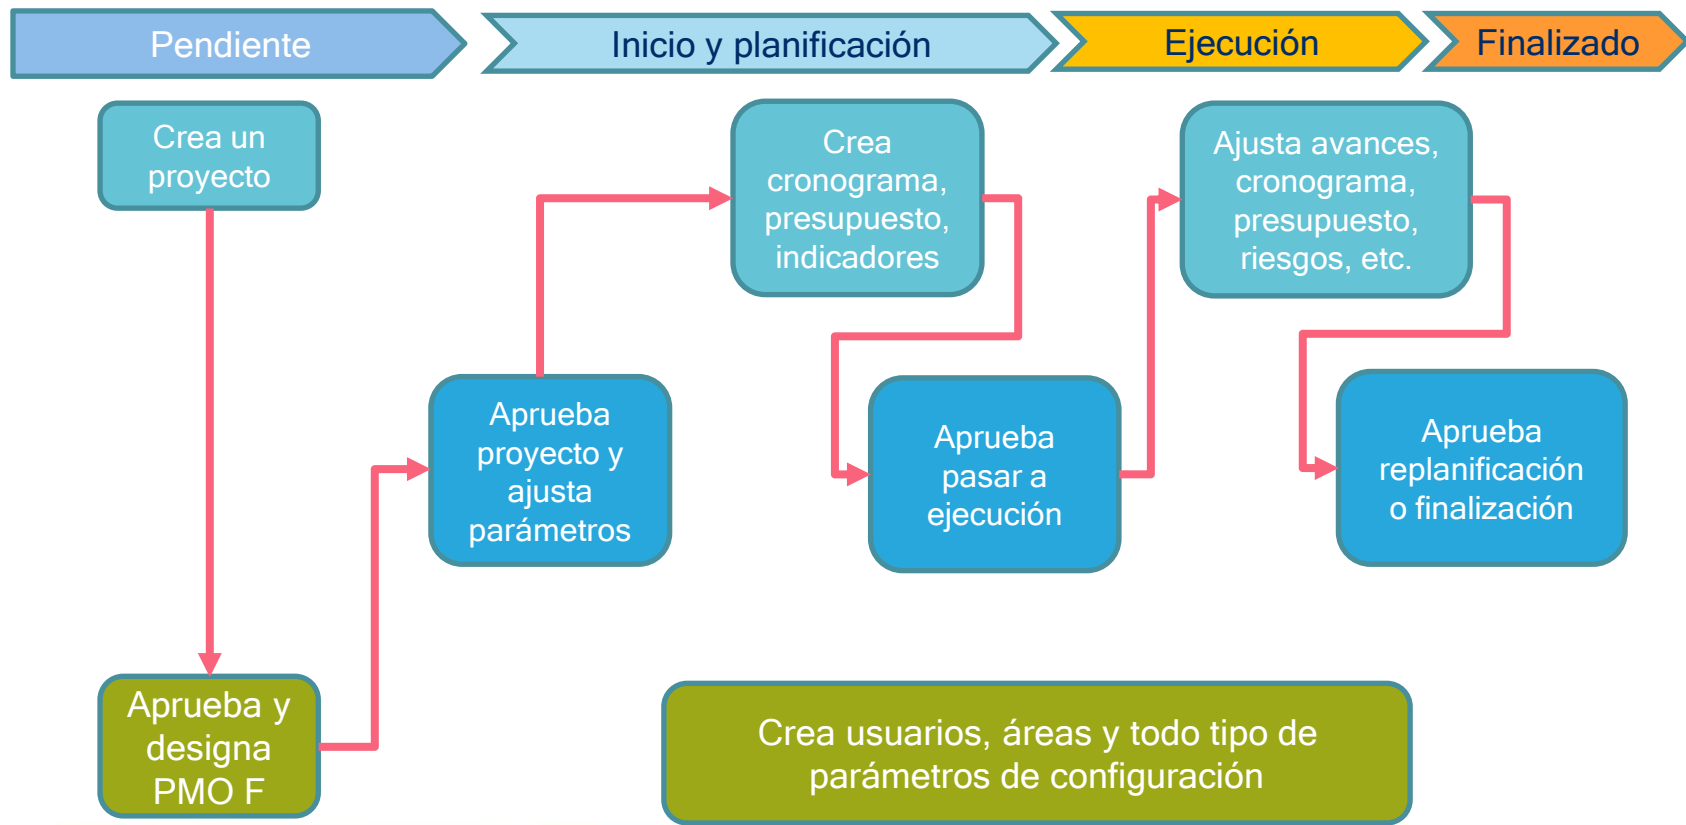 Pendiente
Inicio y planificación
Ejecución
Finalizado
Crea un
proyecto
Crea
cronograma,
presupuesto,
indicadores
Ajusta avances,
cronograma,
presupuesto,
riesgos, etc.
Aprueba
proyecto y
ajusta
parámetros
Aprueba
pasar a
ejecución
Aprueba
replanificación
o finalización
Aprueba y
designa
PMO F
Crea usuarios, áreas y todo tipo de
parámetros de configuración